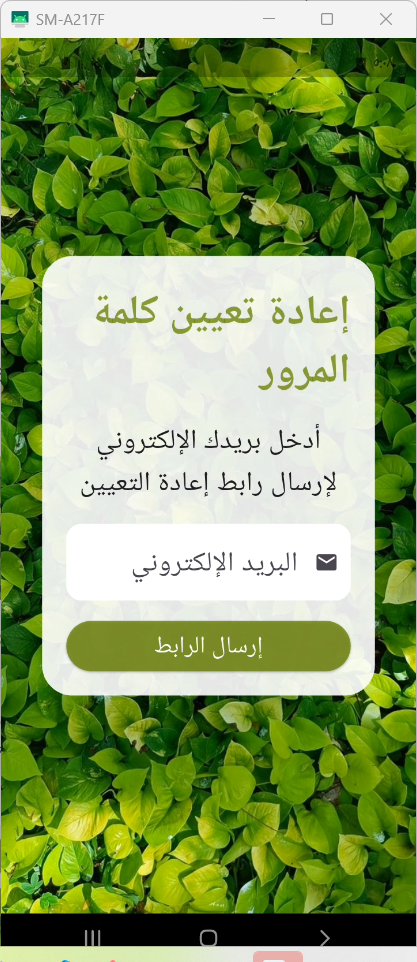 SM-A217F
إعادة تعيين كلمة
المرور
أدخل بريدك الإلكتروني
لإرسال رابط إعادة التعيين
البريد الإلكتروني
إرسال الرابط